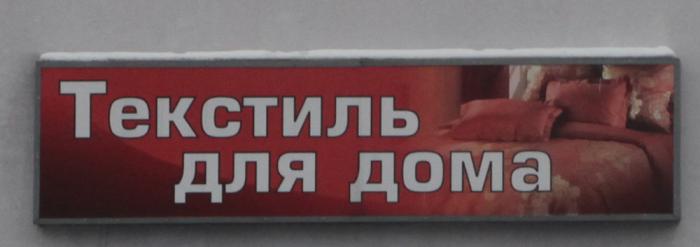 Текстиль
для дома